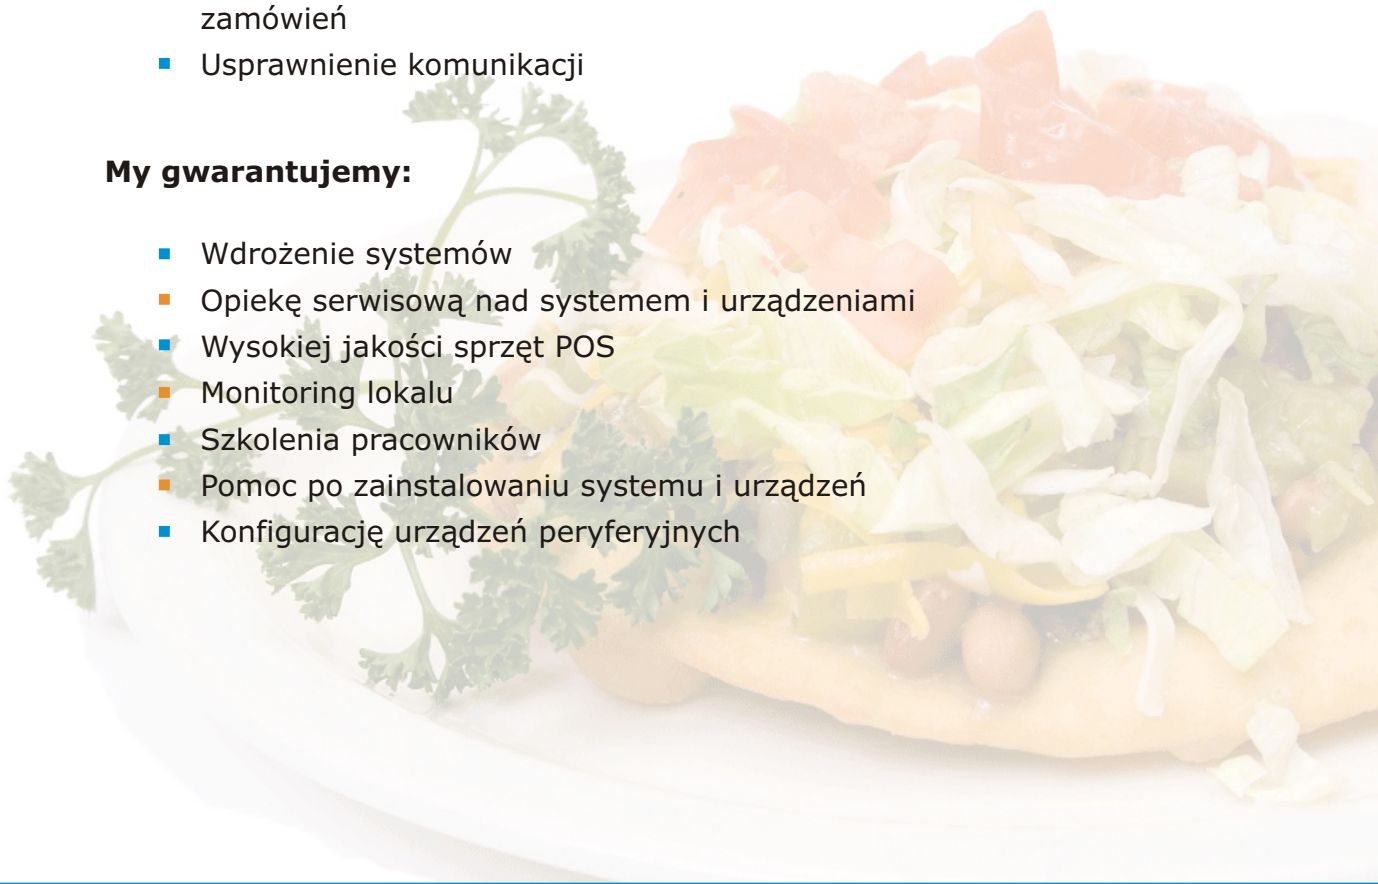 zamówień
Usprawnienie komunikacji
My gwarantujemy:
Wdrożenie systemów
Opiekę serwisową nad systemem i urządzeniami
Wysokiej jakości sprzęt POS
Monitoring lokalu
Szkolenia pracowników
Pomoc po zainstalowaniu systemu i urządzeń
Konfigurację urządzeń peryferyjnych